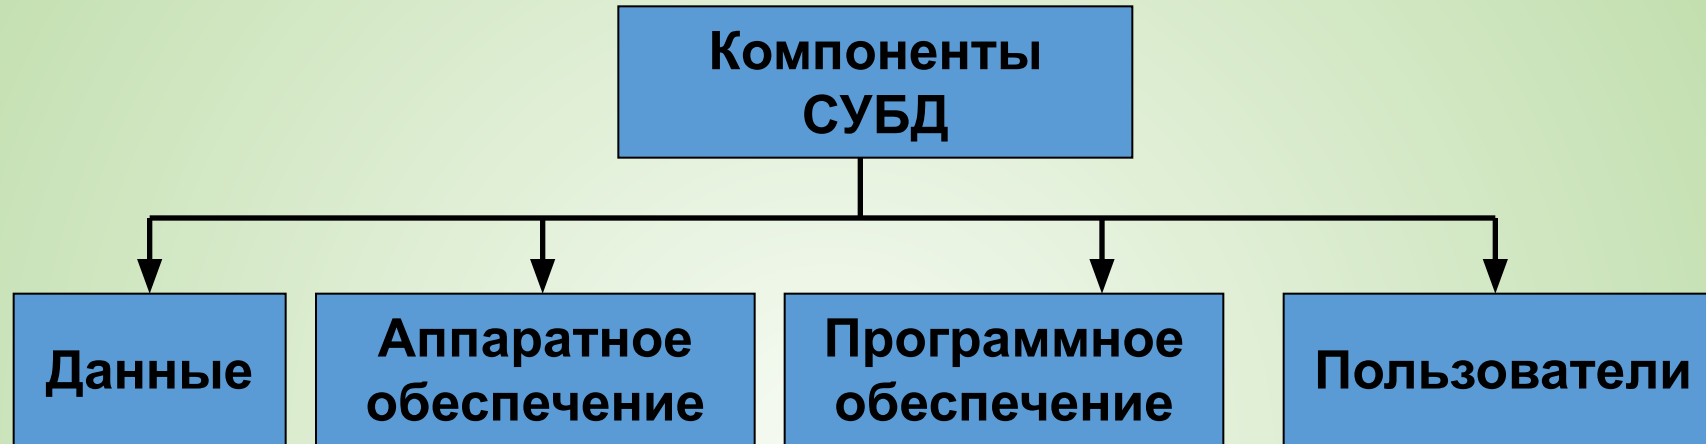 Компоненты
СУБД
Данные
Аппаратное
обеспечение
Программное
обеспечение
Пользователи